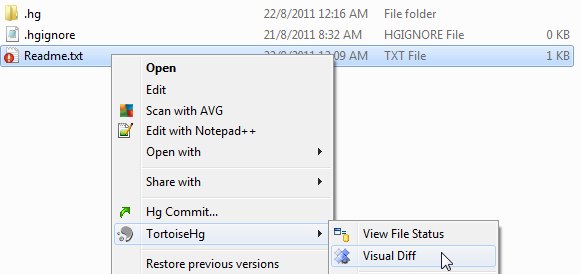 .hg 22/8/2011 12:16 AM File folder
.hgignore 21/8/2011 8:32 AM HGIGNORE File 0 KB
Readme.txt 22/8/2011 12:09 AM TXT File 1 KB
Open
Edit
Scan with AVG
Edit with Notepad++
Open with
Share with
Hg Commit...
TortoiseHg
View File Status
Visual Diff
Restore previous versions